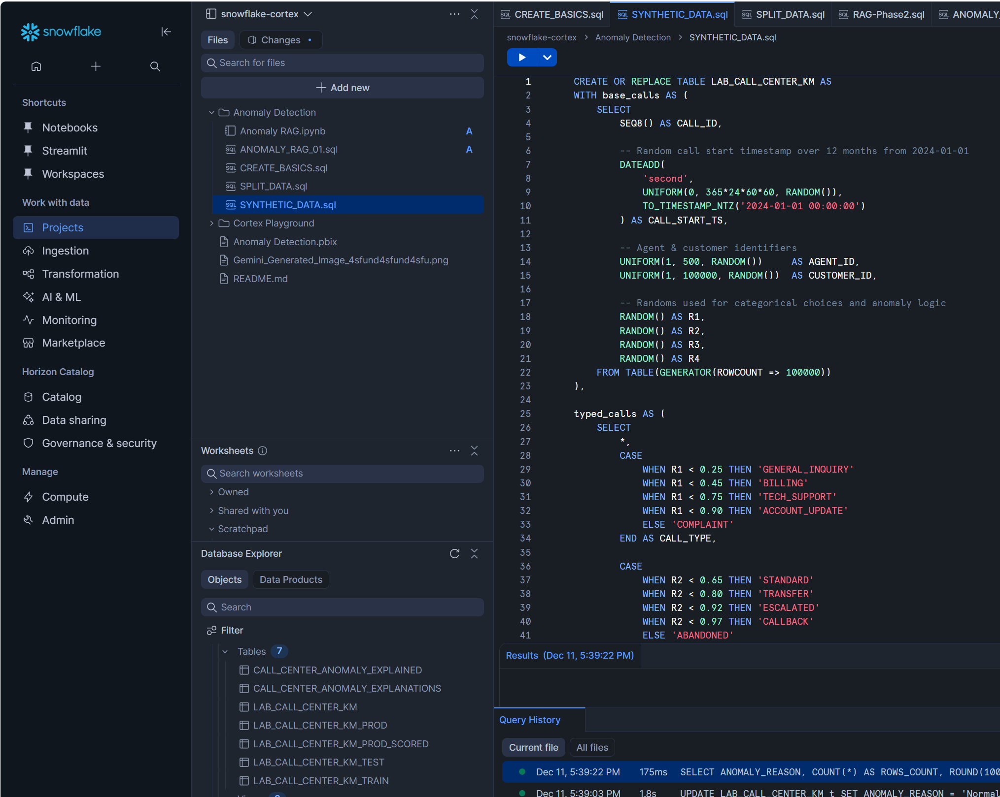 snowflake
Shortcuts
Notebooks
Streamlit
Workspaces
Work with data
Projects
Ingestion
Transformation
AI & ML
Monitoring
Marketplace
Horizon Catalog
Catalog
Data sharing
Governance & security
Manage
Compute
Admin
snowflake-cortex
Files
Changes
Search for files
Add new
Anomaly Detection
Anomaly RAG.ipynb A
SQL ANOMALY_RAG_01.sql A
SQL CREATE_BASICS.sql
SQL SPLIT_DATA.sql
SQL SYNTHETIC_DATA.sql
Cortex Playground
Anomaly Detection.pbix
Gemini_Generated_Image_4sfund4sfund4sfu.png
README.md
Worksheets
Search worksheets
Owned
Shared with you
Scratchpad
Database Explorer
Objects
Data Products
Search
Filter
Tables 7
CALL_CENTER_ANOMALY_EXPLAINED
CALL_CENTER_ANOMALY_EXPLANATIONS
LAB_CALL_CENTER_KM
LAB_CALL_CENTER_KM_PROD
LAB_CALL_CENTER_KM_PROD_SCORED
LAB_CALL_CENTER_KM_TEST
LAB_CALL_CENTER_KM_TRAIN
SQL CREATE_BASICS.sql SQL SYNTHETIC_DATA.sql SQL SPLIT_DATA.sql SQL RAG-Phase2.sql SQL ANOMALY_
snowflake-cortex > Anomaly Detection > SYNTHETIC_DATA.sql
1 CREATE OR REPLACE TABLE LAB_CALL_CENTER_KM AS
2 WITH base_calls AS (
3 SELECT
4 SEQ8() AS CALL_ID,
5
6 -- Random call start timestamp over 12 months from 2024-01-01
7 DATEADD(
8 'second',
9 UNIFORM(0, 365*24*60*60, RANDOM()),
10 TO_TIMESTAMP_NTZ('2024-01-01 00:00:00')
11 ) AS CALL_START_TS,
12
13 -- Agent & customer identifiers
14 UNIFORM(1, 500, RANDOM()) AS AGENT_ID,
15 UNIFORM(1, 100000, RANDOM()) AS CUSTOMER_ID,
16
17 -- Randoms used for categorical choices and anomaly logic
18 RANDOM() AS R1,
19 RANDOM() AS R2,
20 RANDOM() AS R3,
21 RANDOM() AS R4
22 FROM TABLE(GENERATOR(ROWCOUNT => 100000))
23 ),
24
25 typed_calls AS (
26 SELECT
27 *,
28 CASE
29 WHEN R1 < 0.25 THEN 'GENERAL_INQUIRY'
30 WHEN R1 < 0.45 THEN 'BILLING'
31 WHEN R1 < 0.75 THEN 'TECH_SUPPORT'
32 WHEN R1 < 0.90 THEN 'ACCOUNT_UPDATE'
33 ELSE 'COMPLAINT'
34 END AS CALL_TYPE,
35
36 CASE
37 WHEN R2 < 0.65 THEN 'STANDARD'
38 WHEN R2 < 0.80 THEN 'TRANSFER'
39 WHEN R2 < 0.92 THEN 'ESCALATED'
40 WHEN R2 < 0.97 THEN 'CALLBACK'
41 ELSE 'ABANDONED'
Results (Dec 11, 5:39:22 PM)
Query History
Current file
All files
Dec 11, 5:39:22 PM 175ms SELECT ANOMALY_REASON, COUNT(*) AS ROWS_COUNT, ROUND(100
Dec 11, 5:39:03 PM 1.8s UPDATE LAB_CALL_CENTER_KM t SET ANOMALY_REASON = 'Normal